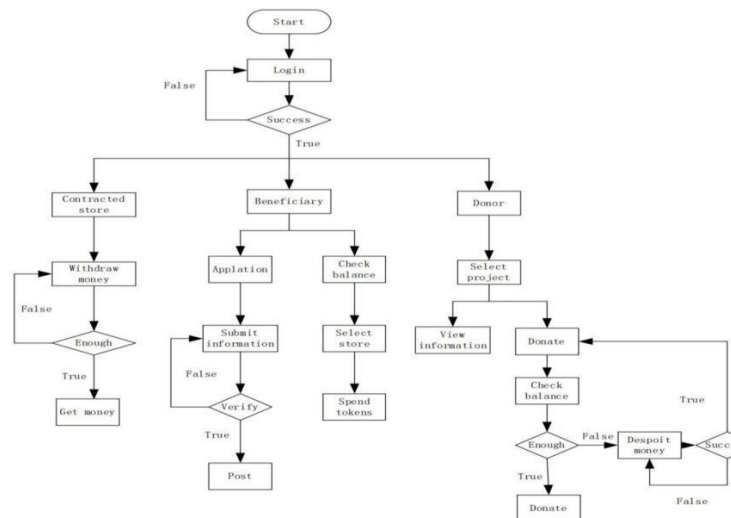 Start
Login
False
Success
True
Contracted
store
Beneficiary
Donor
Withdraw
money
False
Enough
True
Get money
Applation
Check
balance
Submit
information
False
Verify
True
Post
Select
store
Spend
tokens
Select
project
View
information
Donate
Check
balance
Enough
False
Despoit
money
True
Succ
False
True
Donate